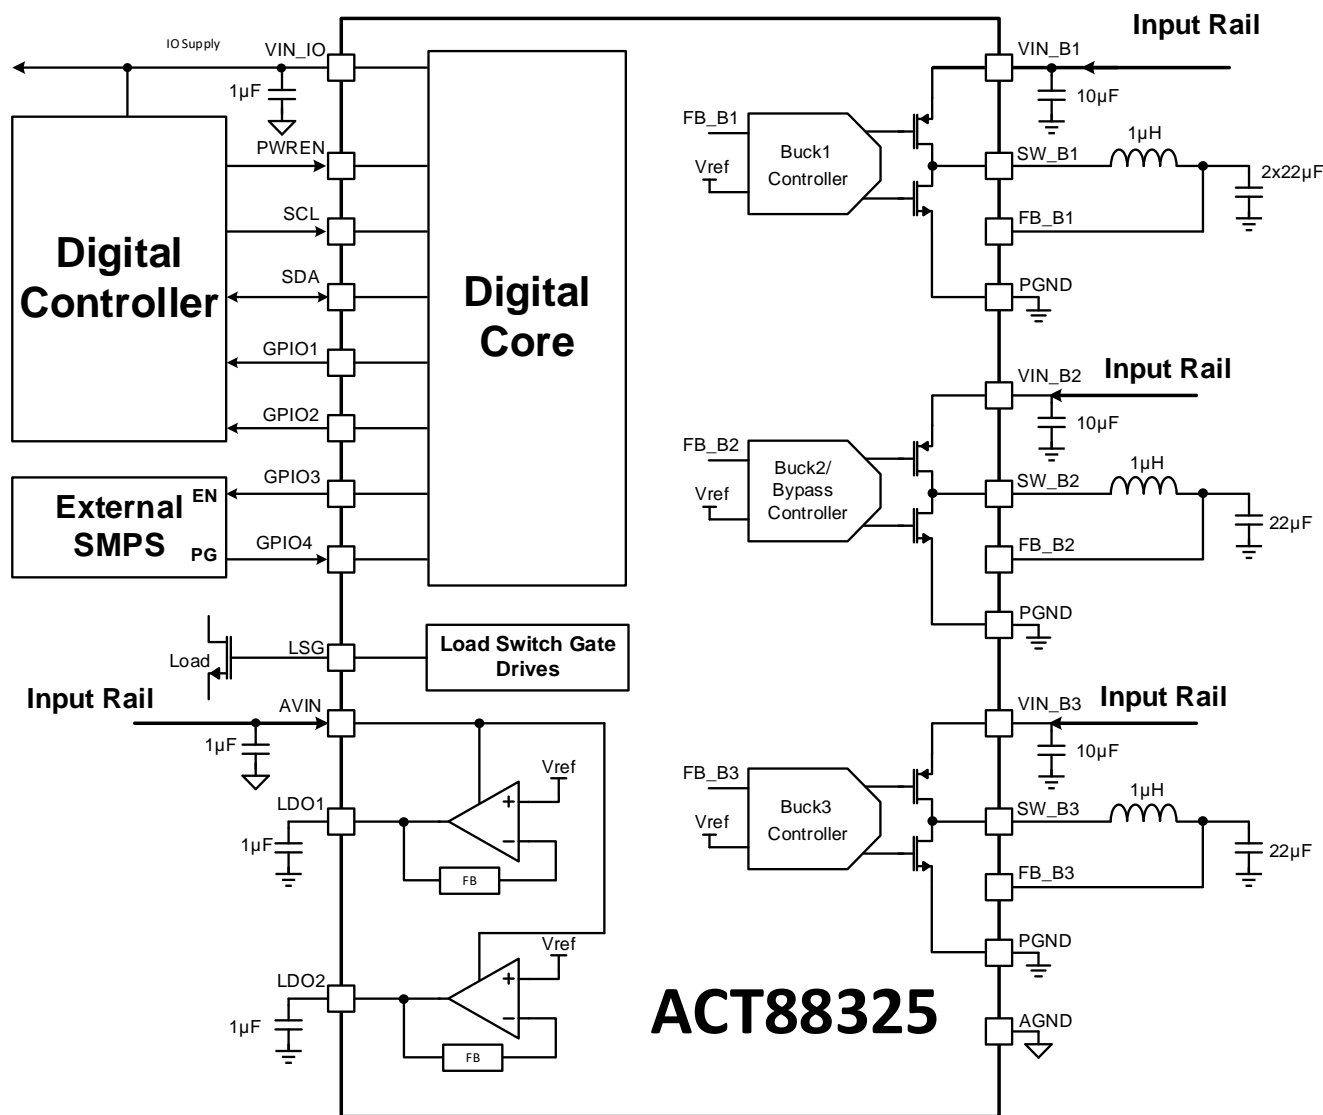 Input Rail
IO Supply
VIN_IO
VIN_B1
1µF
10µF
PWREN
SCL
SDA
GPIO1
GPIO2
GPIO3
GPIO4
Digital
Controller
Digital
Core
External
SMPS
EN
PG
FB_B1
Vref
Buck1
Controller
SW_B1
1µH
2x22µF
FB_B1
PGND
Input Rail
VIN_B2
10µF
FB_B2
Vref
Buck2/
Bypass
Controller
SW_B2
1µH
22µF
FB_B2
PGND
Load
LSG
Load Switch Gate
Drives
Input Rail
AVIN
1µF
LDO1
1µF
Vref
+
−
FB
LDO2
1µF
Vref
+
−
FB
Input Rail
VIN_B3
10µF
FB_B3
Vref
Buck3
Controller
SW_B3
1µH
22µF
FB_B3
PGND
AGND
ACT88325